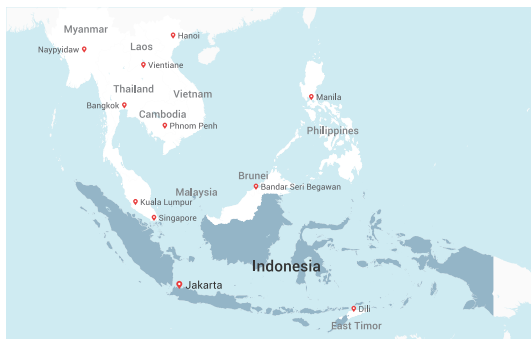 Myanmar
Hanoi
Laos
Naypyidaw
Vientiane
Thailand
Vietnam
Bangkok
Manila
Cambodia
Phnom Penh
Philippines
Brunei
Bandar Seri Begawan
Malaysia
Kuala Lumpur
Singapore
Indonesia
Jakarta
Dili
East Timor